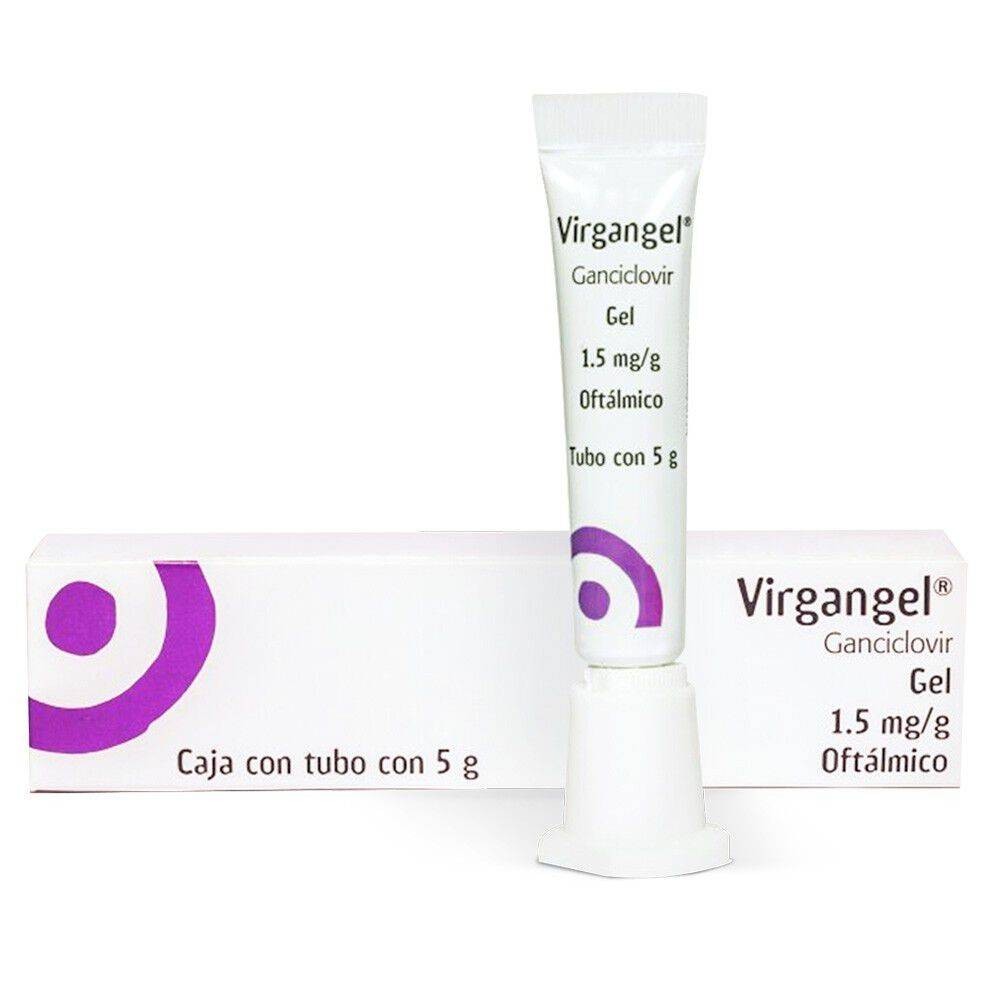 Virgangel®
Ganciclovir
Gel
1.5 mg/g
Oftálmico
Tubo con 5 g
Virgangel®
Ganciclovir
Gel
1.5 mg/g
Oftálmico
Caja con tubo con 5 g